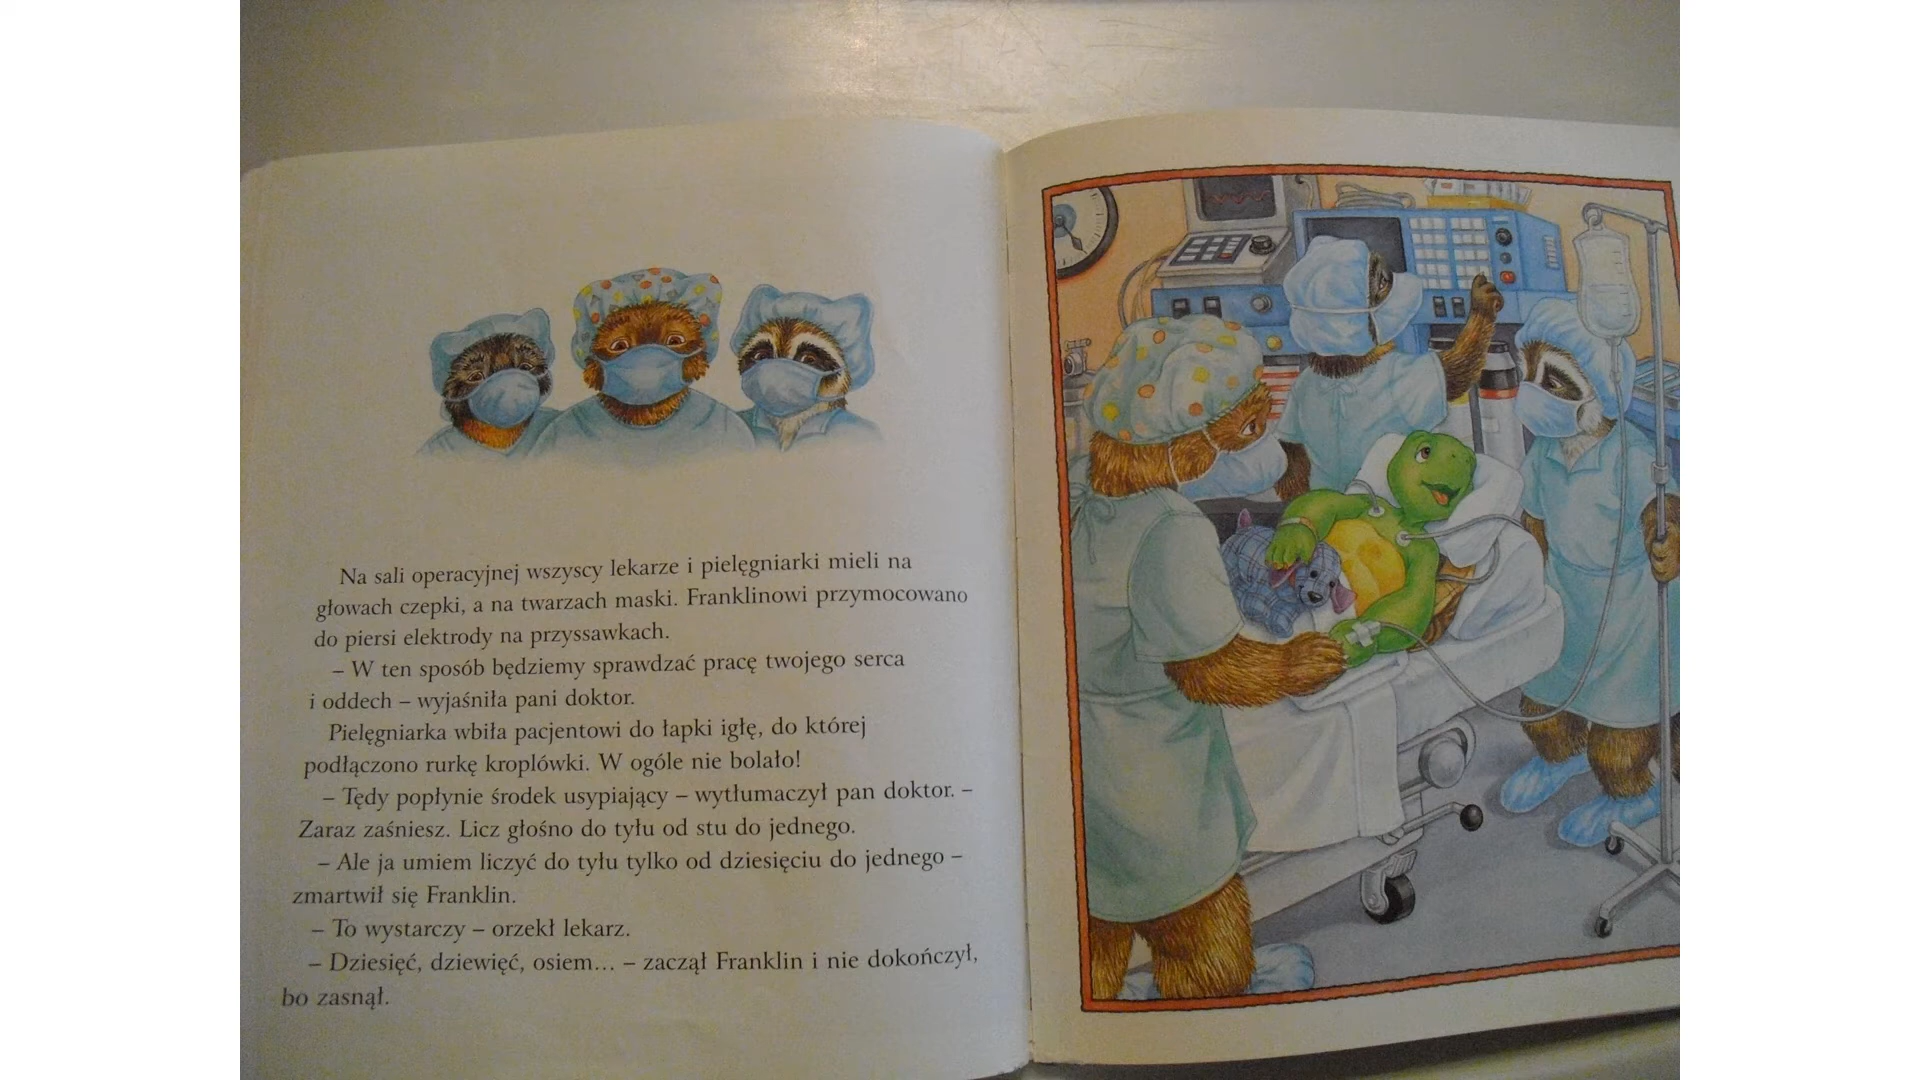 Na sali operacyjnej wszyscy lekarze i pielęgniarki mieli na
głowach czepki, a na twarzach maski. Franklinowi przymocowano
do piersi elektrody na przyssawkach.
– W ten sposób będziemy sprawdzać pracę twojego serca
i oddech – wyjaśniła pani doktor.
Pielęgniarka wbiła pacjentowi do łapki igłę, do której
podłączono rurkę kroplówki. W ogóle nie bolało!
– Tędy popłynie środek usypiający – wytłumaczył pan doktor. –
Zaraz zaśniesz. Licz głośno do tyłu od stu do jednego.
– Ale ja umiem liczyć do tyłu tylko od dziesięciu do jednego –
zmartwił się Franklin.
– To wystarczy – orzekł lekarz.
– Dziesięć, dziewięć, osiem... – zaczął Franklin i nie dokończył,
bo zasnął.